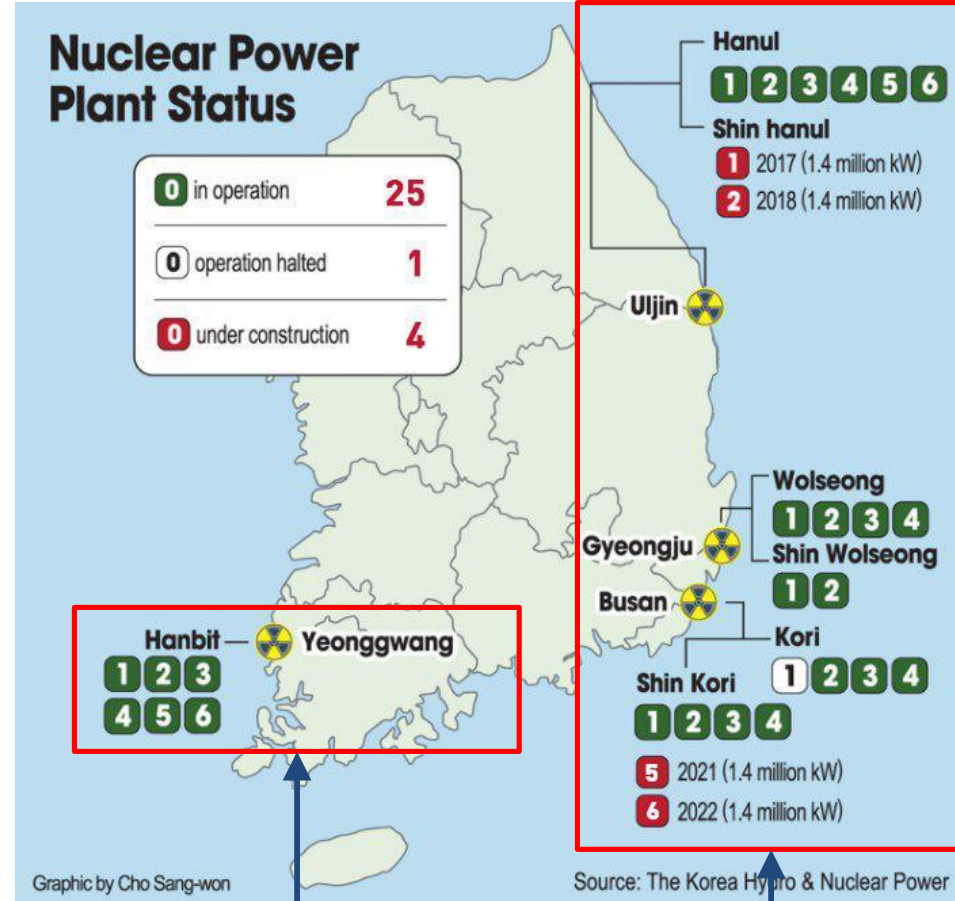 Nuclear Power
Plant Status
0 in operation 25
0 operation halted 1
0 under construction 4
Hanul
1 2 3 4 5 6
Shin hanul
1 2017 (1.4 million kW)
2 2018 (1.4 million kW)
Uljin
Wolseong
1 2 3 4
Gyeongju
Shin Wolseong
1 2
Busan
Kori
1 2 3 4
Shin Kori
1 2 3 4
5 2021 (1.4 million kW)
6 2022 (1.4 million kW)
Hanbit
Yeonggwang
1 2 3
4 5 6
Graphic by Cho Sang-won
Source: The Korea Hydro & Nuclear Power